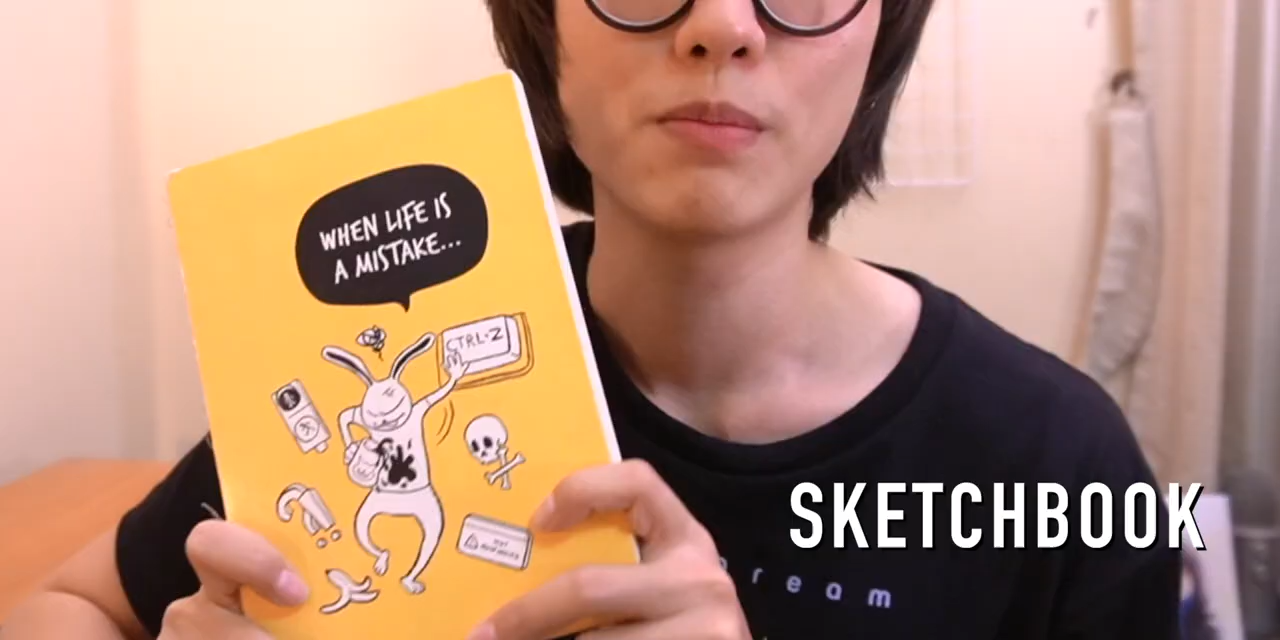 WHEN LIFE IS
A MISTAKE...
CTRL-Z
SKETCHBOOK
ream